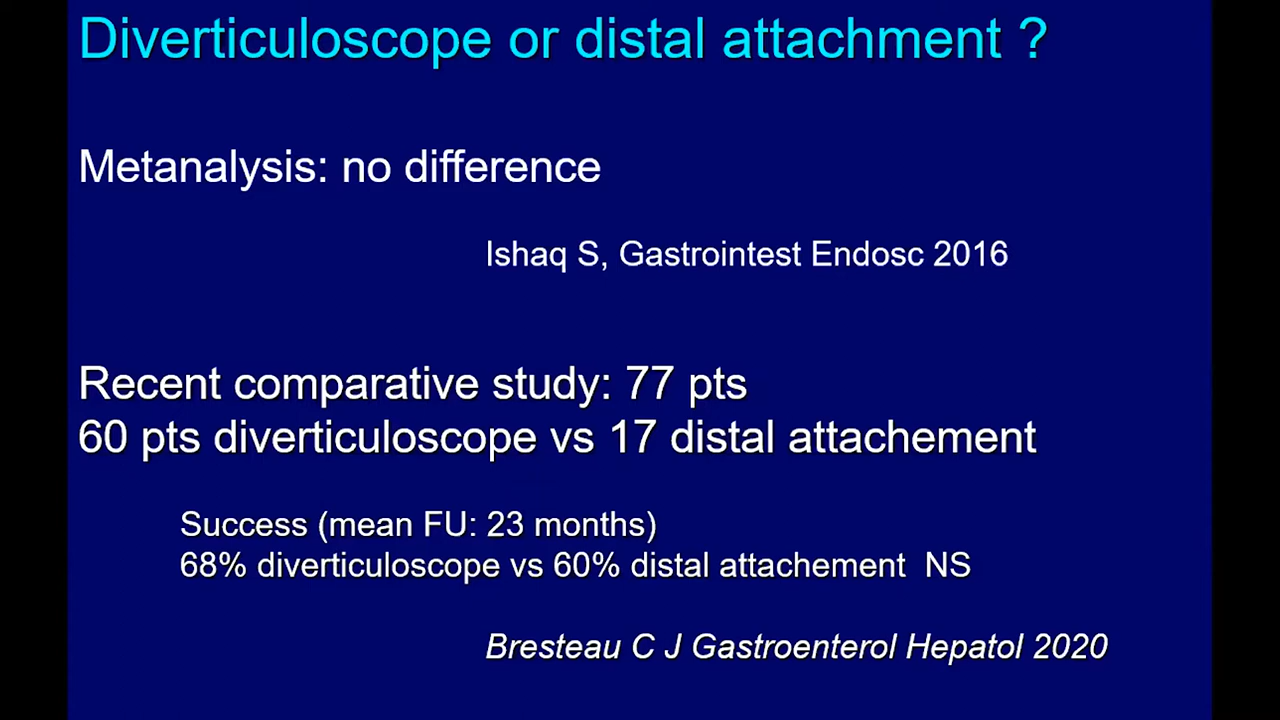 Diverticuloscope or distal attachment ?
Metanalysis: no difference
Ishaq S, Gastrointest Endosc 2016
Recent comparative study: 77 pts
60 pts diverticuloscope vs 17 distal attachement
Success (mean FU: 23 months)
68% diverticuloscope vs 60% distal attachement NS
Bresteau C J Gastroenterol Hepatol 2020